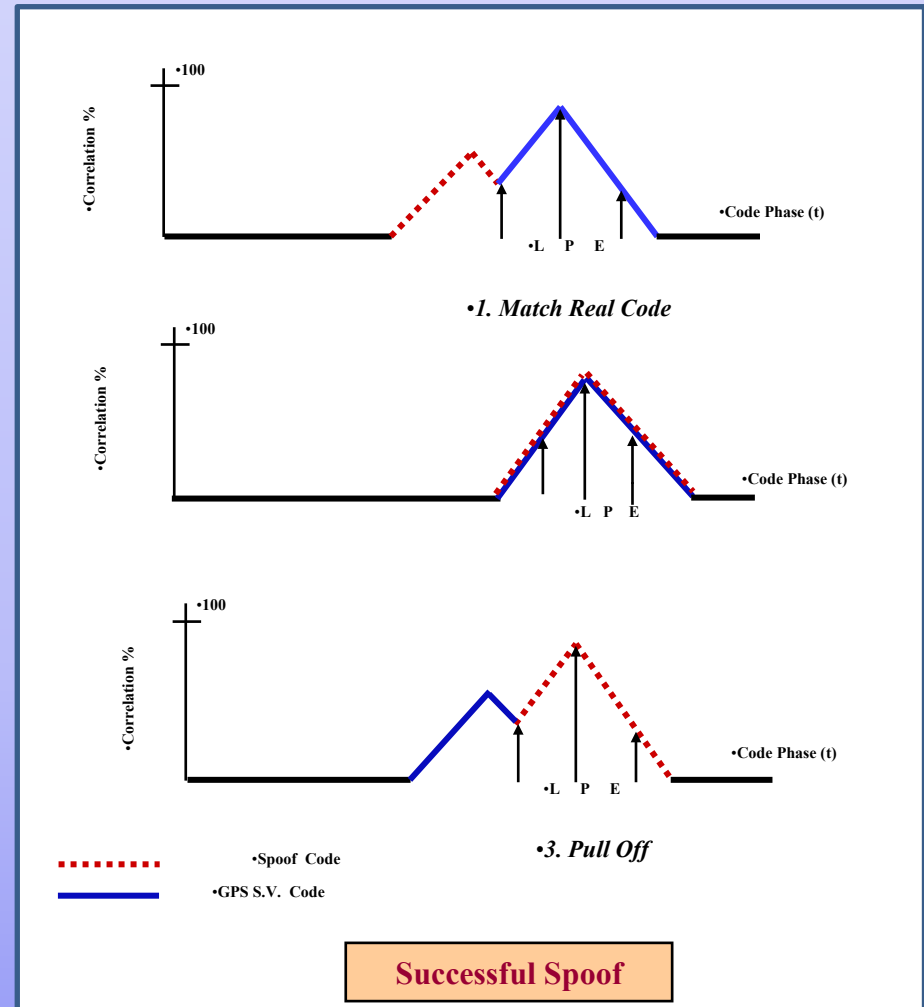 •100
•Correlation %
•Code Phase (t)
•L P E
•1. Match Real Code
•100
•Correlation %
•Code Phase (t)
•L P E
•100
•Correlation %
•Code Phase (t)
•L P E
•3. Pull Off
•Spoof Code
•GPS S.V. Code
Successful Spoof